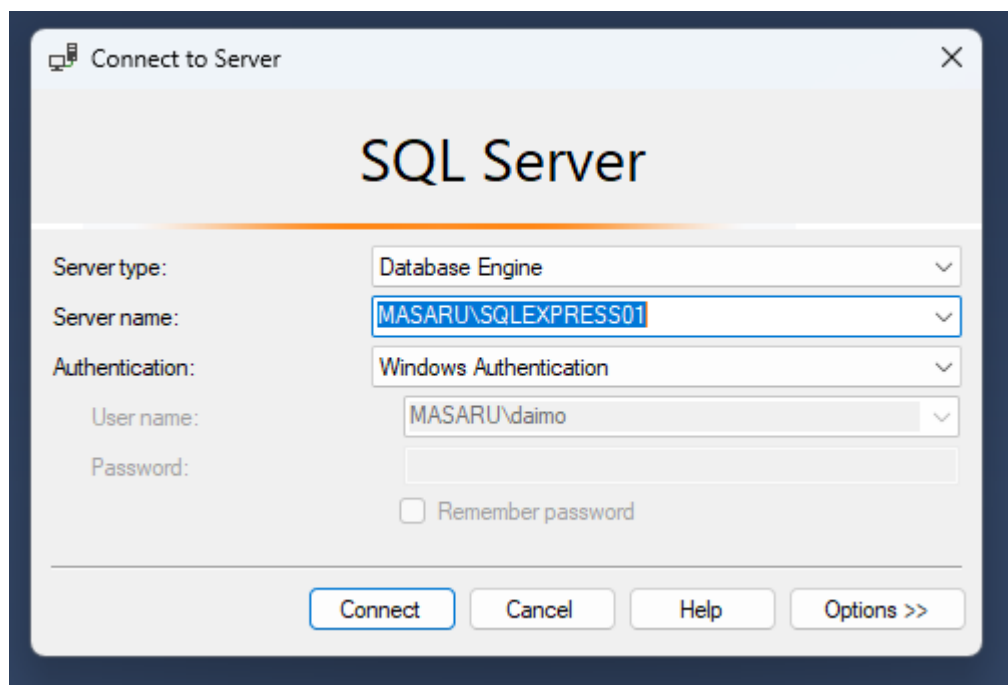 Connect to Server
SQL Server
Server type: Database Engine
Server name: MASARU\SQLEXPRESS01
Authentication: Windows Authentication
User name: MASARU\daimo
Password:
Remember password
Connect Cancel Help Options >>